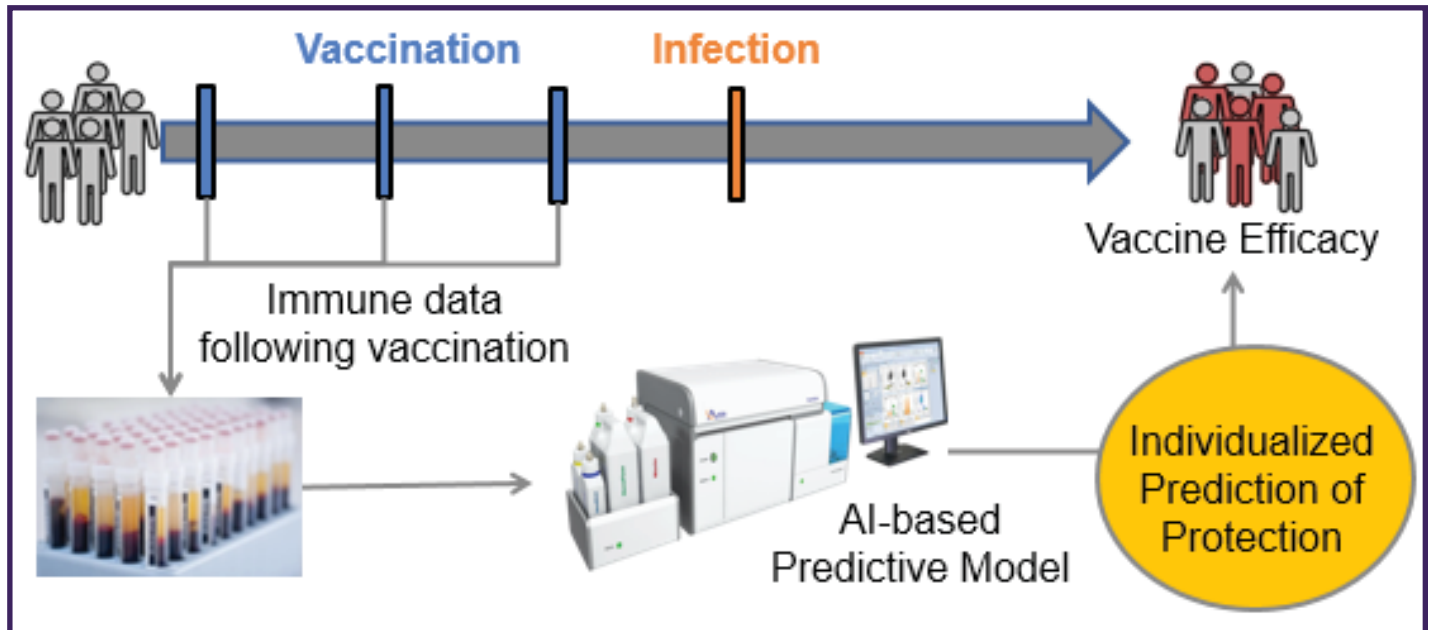 Vaccination
Infection
Vaccine Efficacy
Immune data
following vaccination
AI-based
Predictive Model
Individualized
Prediction of
Protection